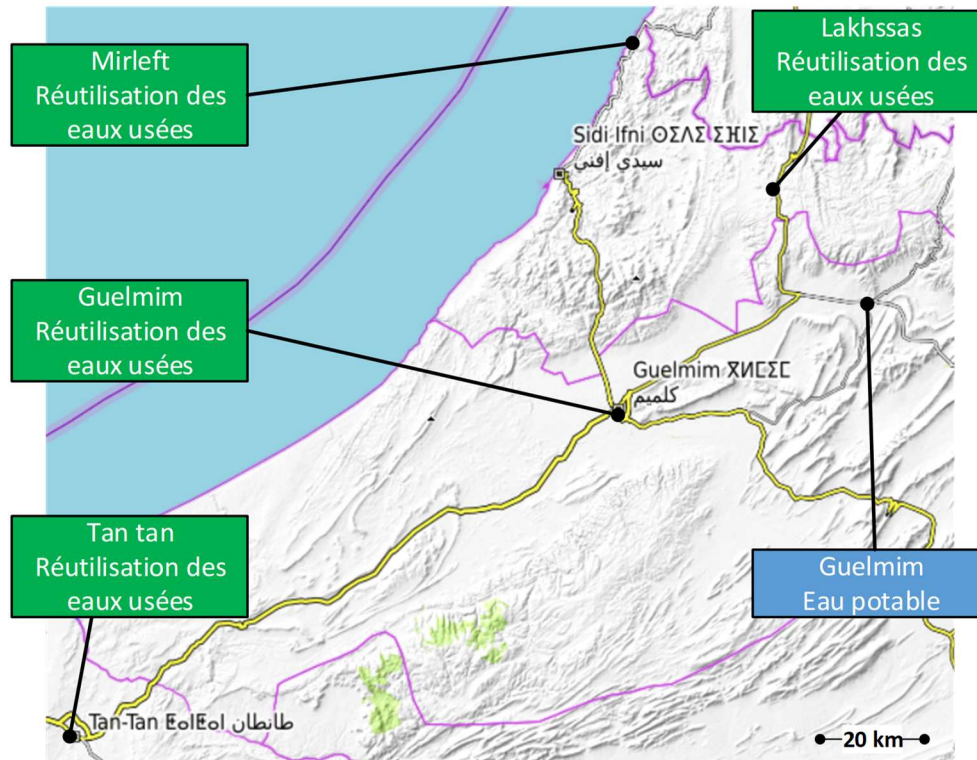 Mirleft
Réutilisation des
eaux usées
Lakhssas
Réutilisation des
eaux usées
Sidi Ifni ⵙⵉⴷⵉ ⵉⴼⵏⵉ
سيدي إفني
Guelmim
Réutilisation des
eaux usées
Guelmim ⴳⵍⵎⵉⵎ
كلميم
Tan tan
Réutilisation des
eaux usées
Guelmim
Eau potable
Tan-Tan ⵟⴰⵏⵟⴰⵏ طانطان
20 km